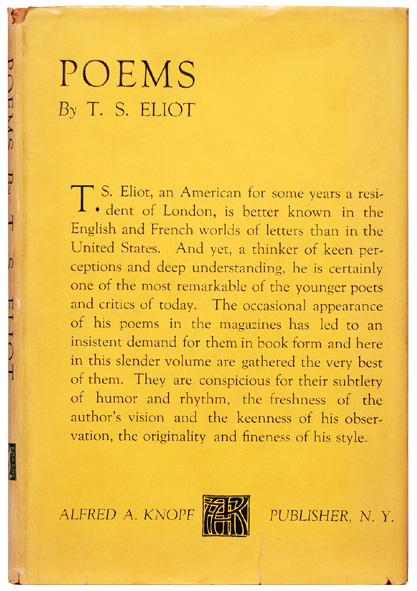 POEMS
By T. S. ELIOT
T. S. Eliot, an American for some years a resi-
dent of London, is better known in the
English and French worlds of letters than in the
United States. And yet, a thinker of keen per-
ceptions and deep understanding, he is certainly
one of the most remarkable of the younger poets
and critics of today. The occasional appearance
of his poems in the magazines has led to an
insistent demand for them in book form and here
in this slender volume are gathered the very best
of them. They are conspicuous for their subtlety
of humor and rhythm, the freshness of the
author's vision and the keenness of his obser-
vation, the originality and fineness of his style.
ALFRED A. KNOPF PUBLISHER, N. Y.
POEMS By T. S. ELIOT